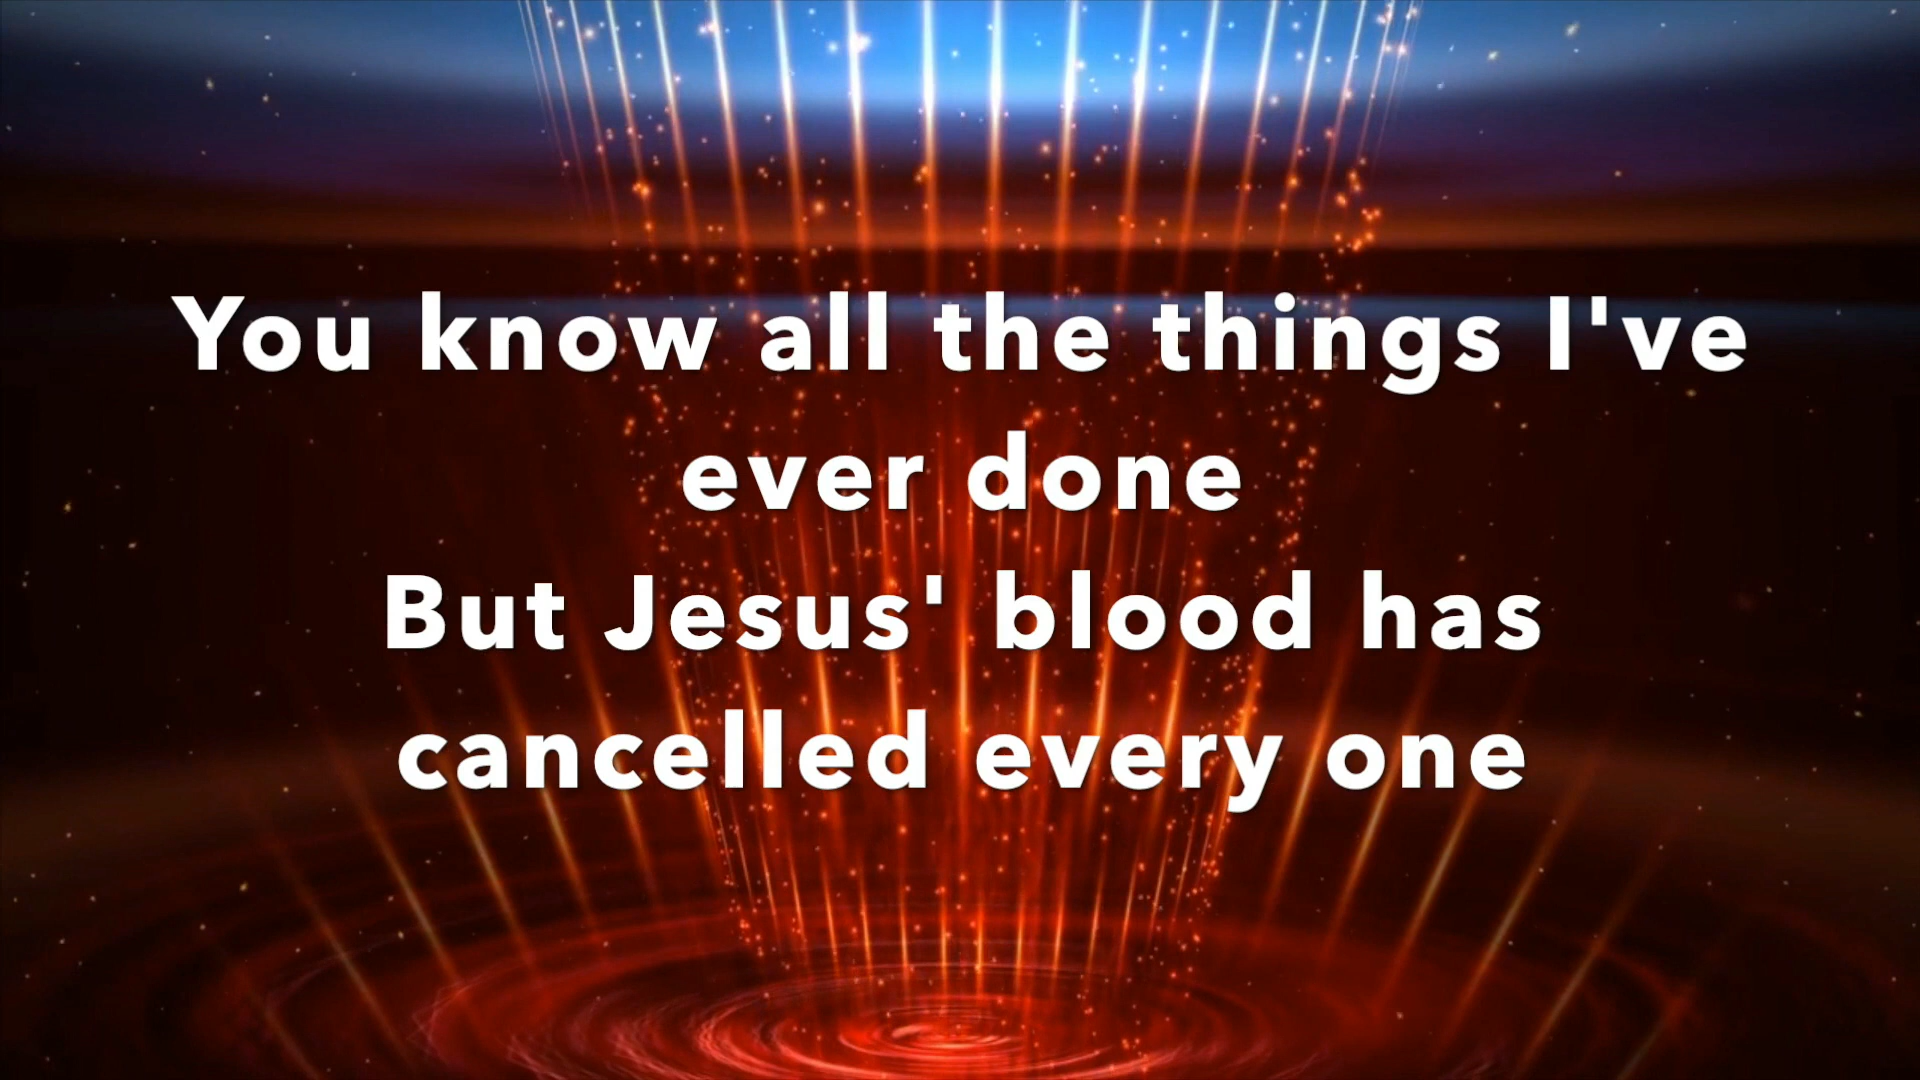 You know all the things I've
ever done
But Jesus' blood has
cancelled every one